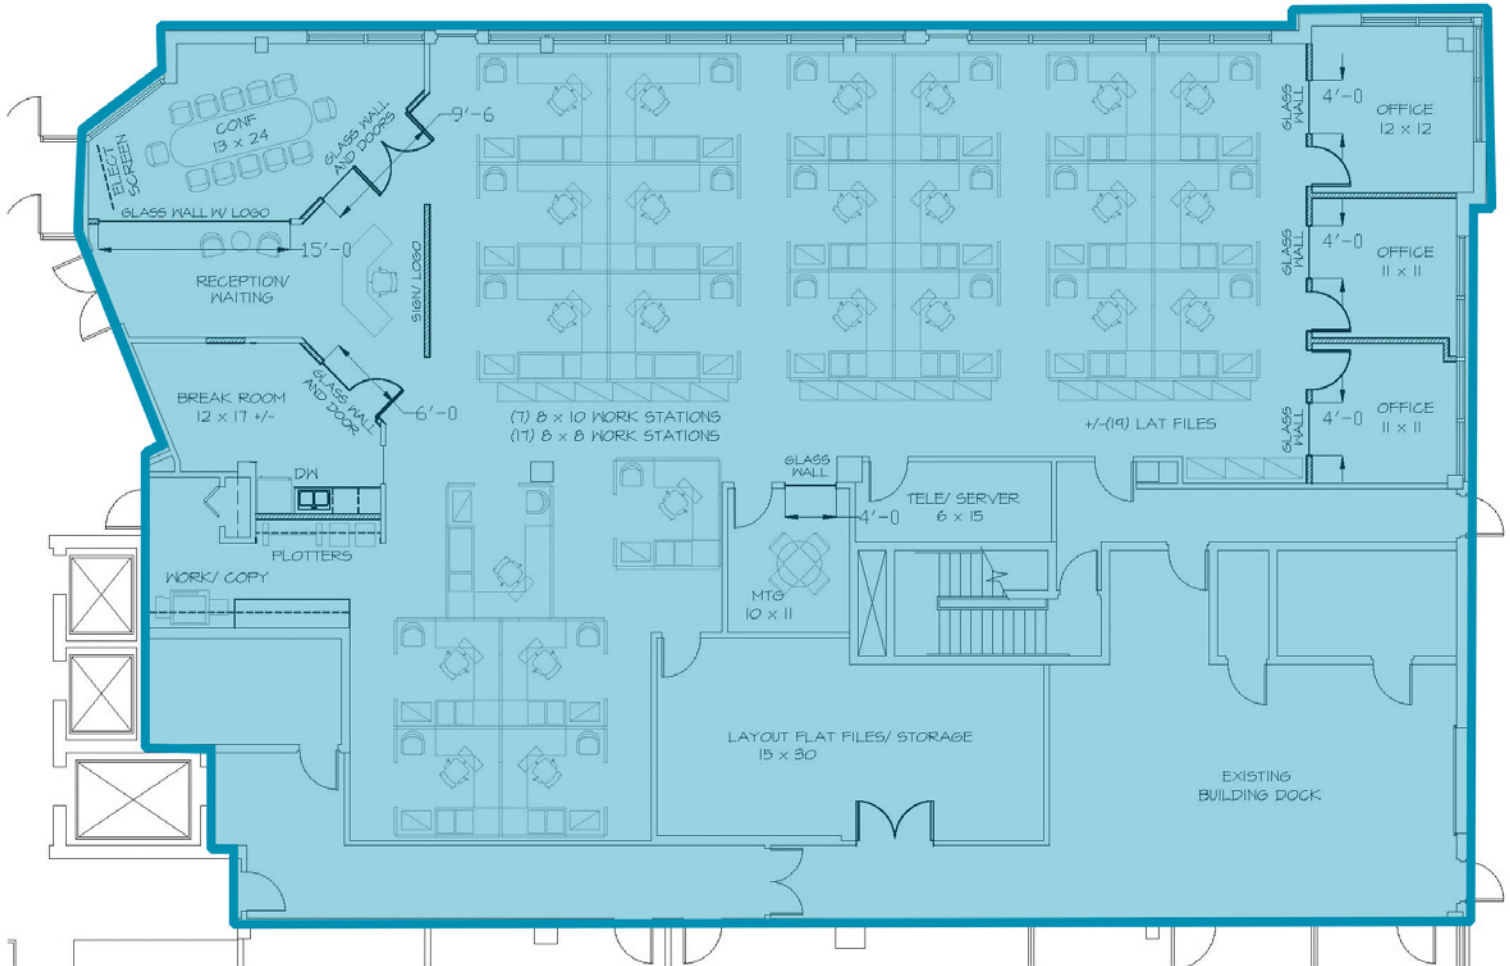 CONF
13 x 24
ELECT
SCREEN
GLASS WALL
AND DOORS
9'-6
GLASS WALL W/ LOGO
15'-0
RECEPTION/
WAITING
SIGN/ LOGO
GLASS WALL
AND DOOR
6'-0
BREAK ROOM
12 x 17 +/-
DW
PLOTTERS
WORK/ COPY
(7) 8 x 10 WORK STATIONS
(17) 8 x 8 WORK STATIONS
+/-(19) LAT FILES
GLASS
WALL
4'-0
OFFICE
12 x 12
GLASS
WALL
4'-0
OFFICE
11 x 11
GLASS
WALL
4'-0
OFFICE
11 x 11
GLASS
WALL
4'-0
TELE/ SERVER
6 x 15
MTG
10 x 11
LAYOUT FLAT FILES/ STORAGE
15 x 30
EXISTING
BUILDING DOCK